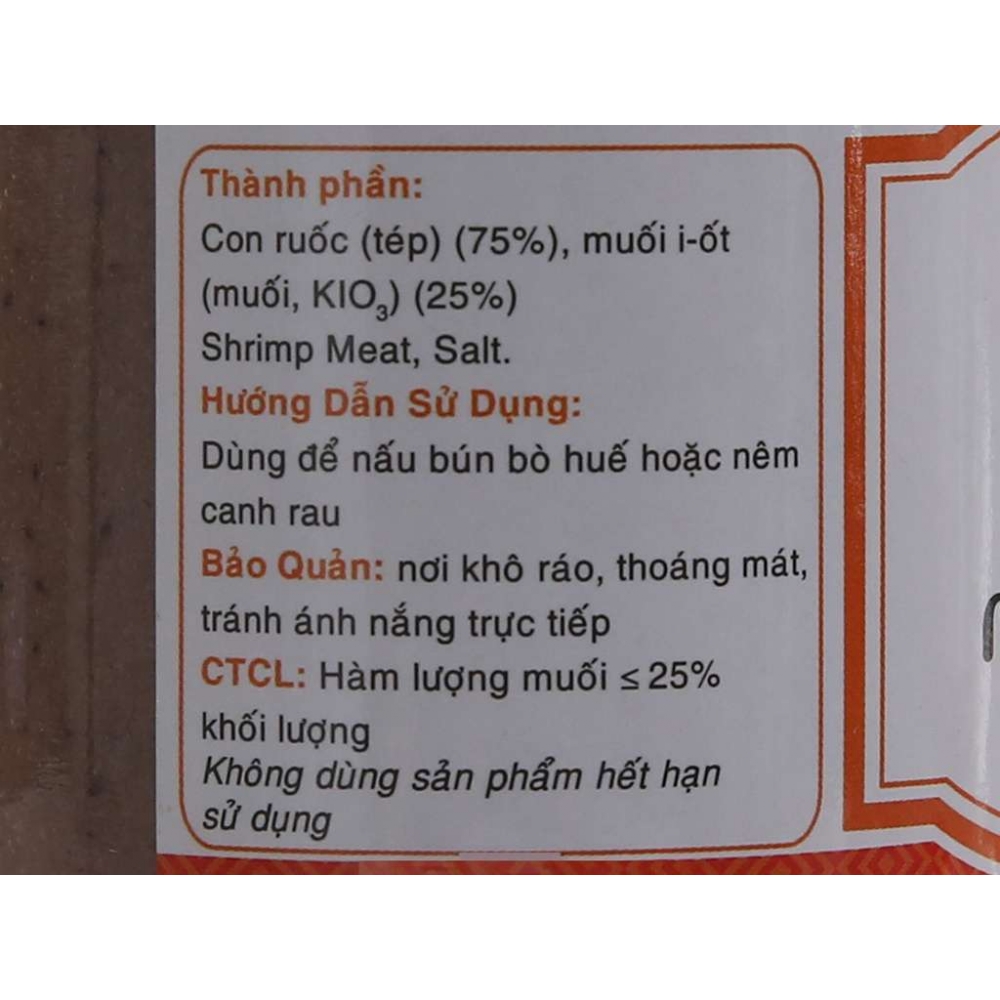 Thành phần:
Con ruốc (tép) (75%), muối i-ốt
(muối, KIO₃) (25%)
Shrimp Meat, Salt.
Hướng Dẫn Sử Dụng:
Dùng để nấu bún bò huế hoặc nêm
canh rau
Bảo Quản: nơi khô ráo, thoáng mát,
tránh ánh nắng trực tiếp
CTCL: Hàm lượng muối ≤ 25%
khối lượng
Không dùng sản phẩm hết hạn
sử dụng